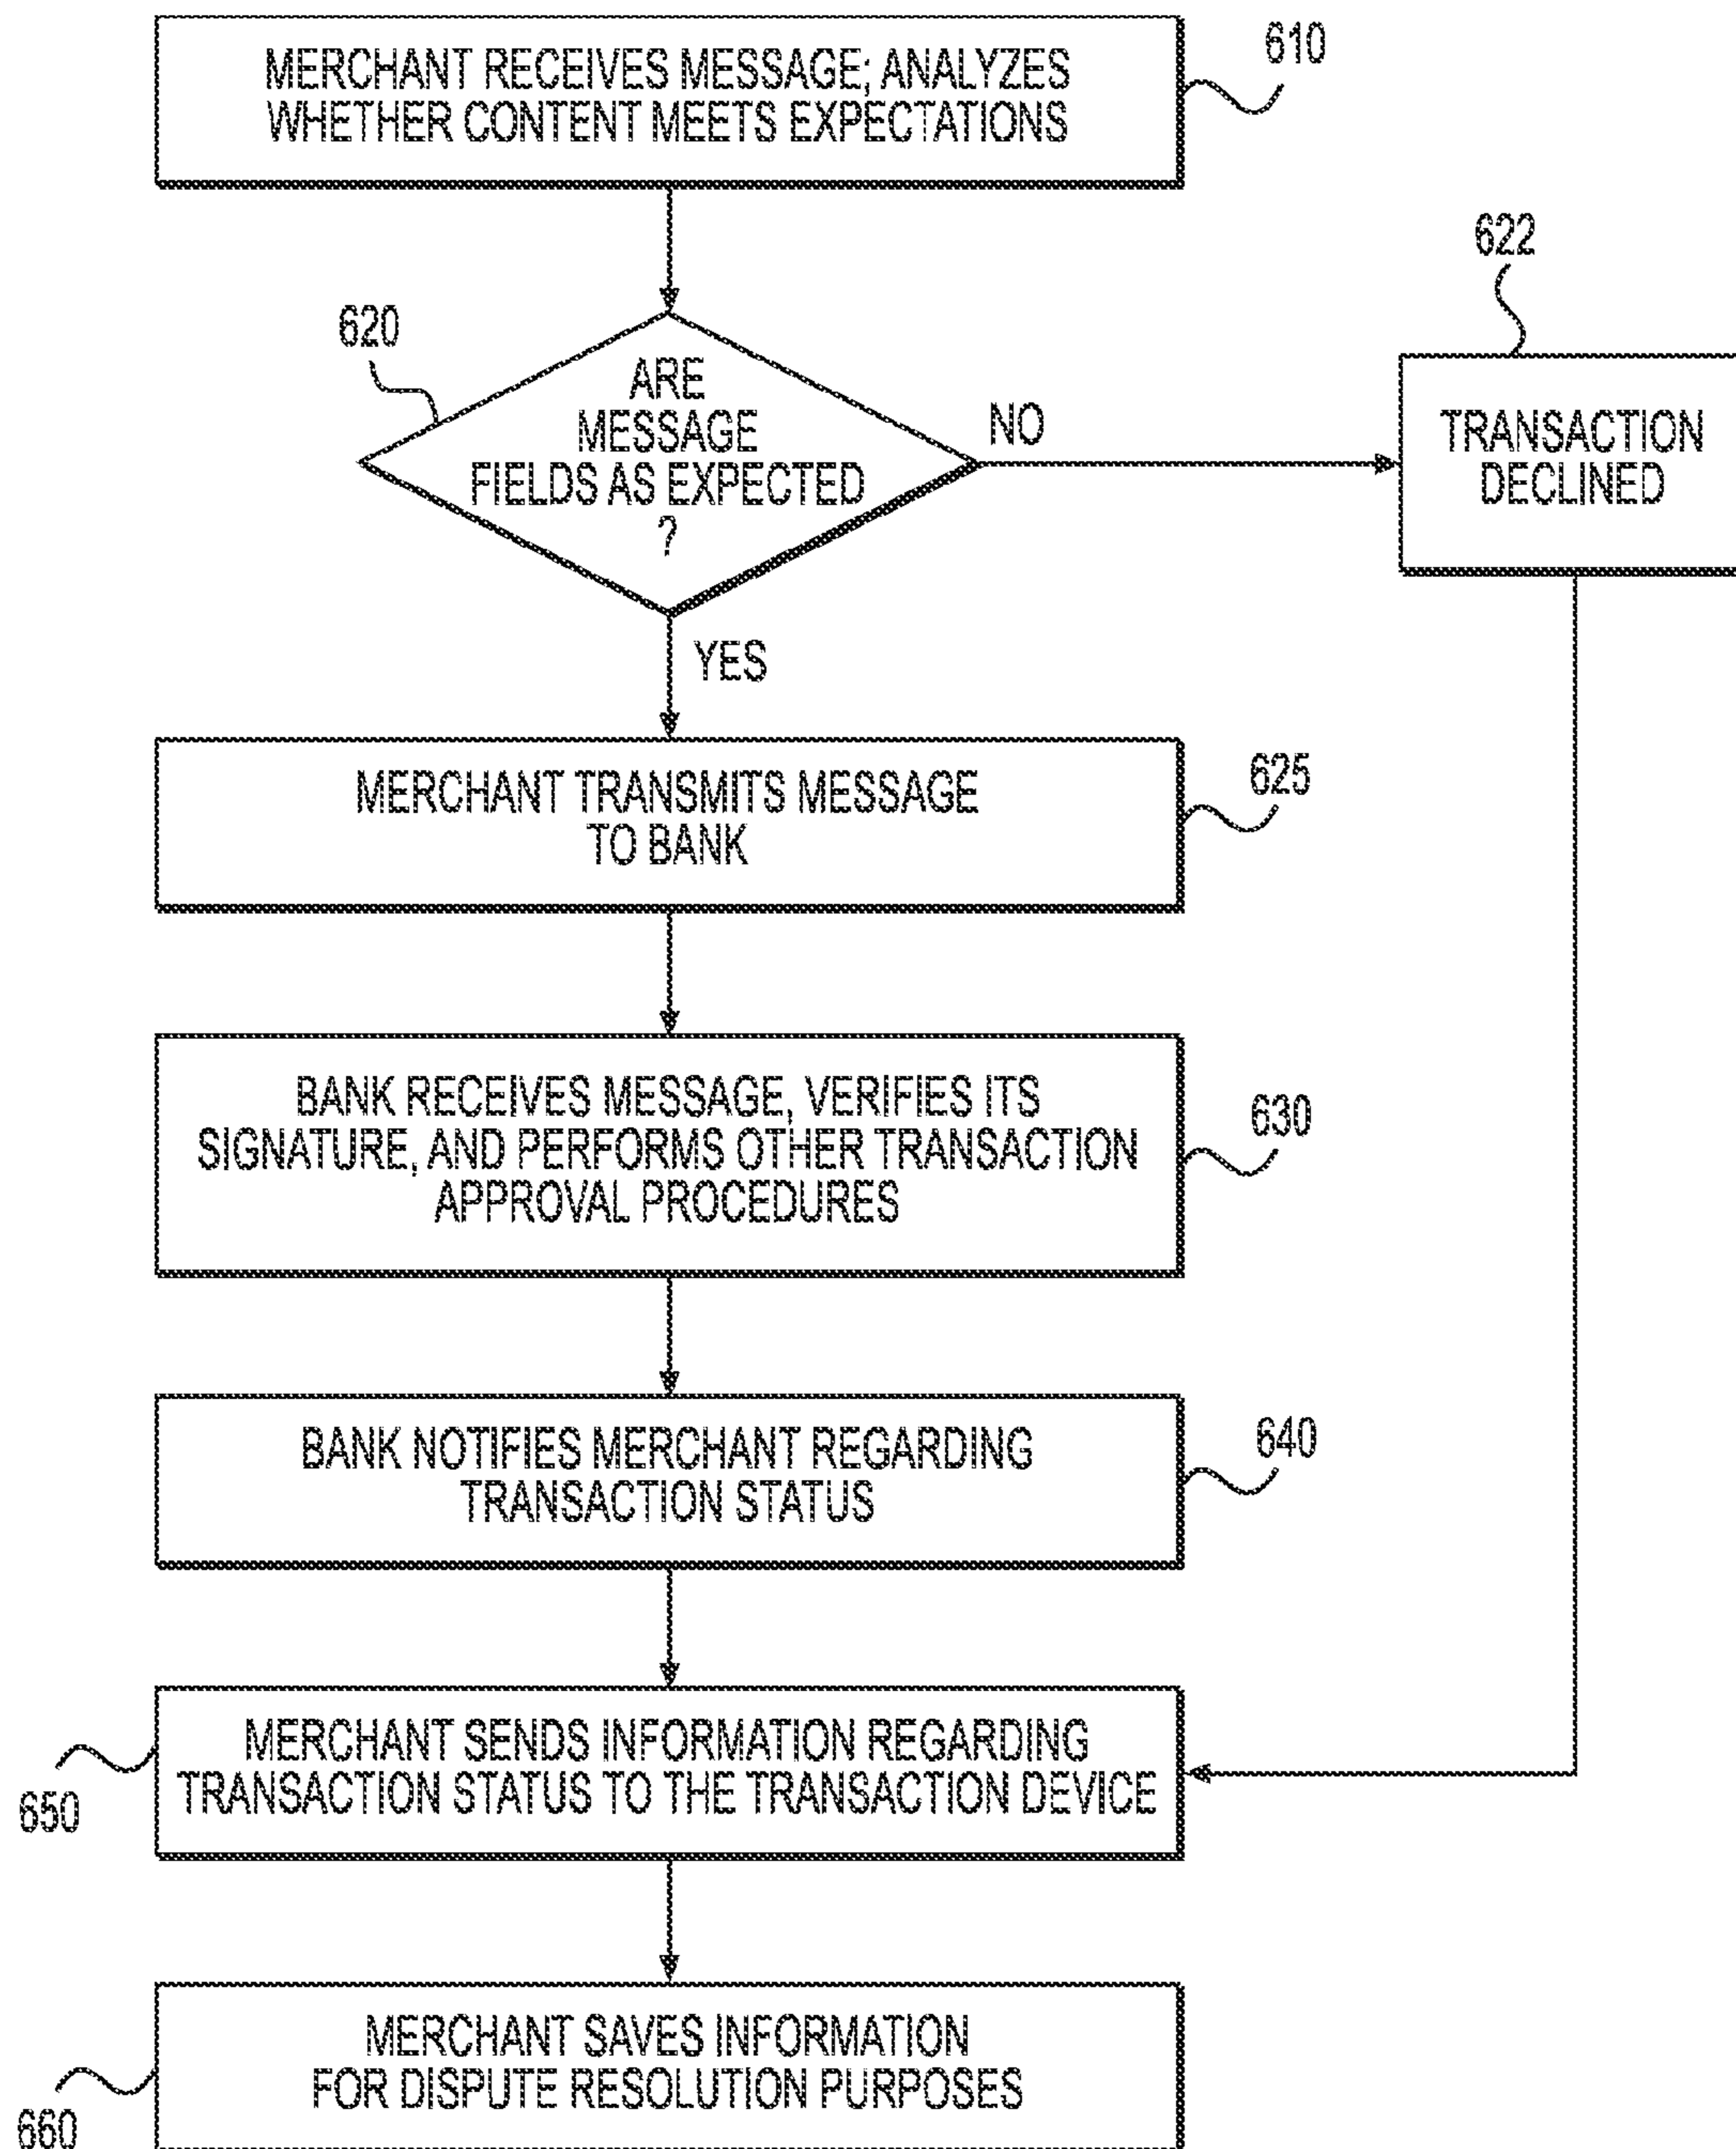 MERCHANT RECEIVES MESSAGE; ANALYZES
WHETHER CONTENT MEETS EXPECTATIONS
610
620
ARE
MESSAGE
FIELDS AS EXPECTED
?
NO
622
TRANSACTION
DECLINED
YES
MERCHANT TRANSMITS MESSAGE
TO BANK
625
BANK RECEIVES MESSAGE, VERIFIES ITS
SIGNATURE, AND PERFORMS OTHER TRANSACTION
APPROVAL PROCEDURES
630
BANK NOTIFIES MERCHANT REGARDING
TRANSACTION STATUS
640
MERCHANT SENDS INFORMATION REGARDING
TRANSACTION STATUS TO THE TRANSACTION DEVICE
650
MERCHANT SAVES INFORMATION
FOR DISPUTE RESOLUTION PURPOSES
660